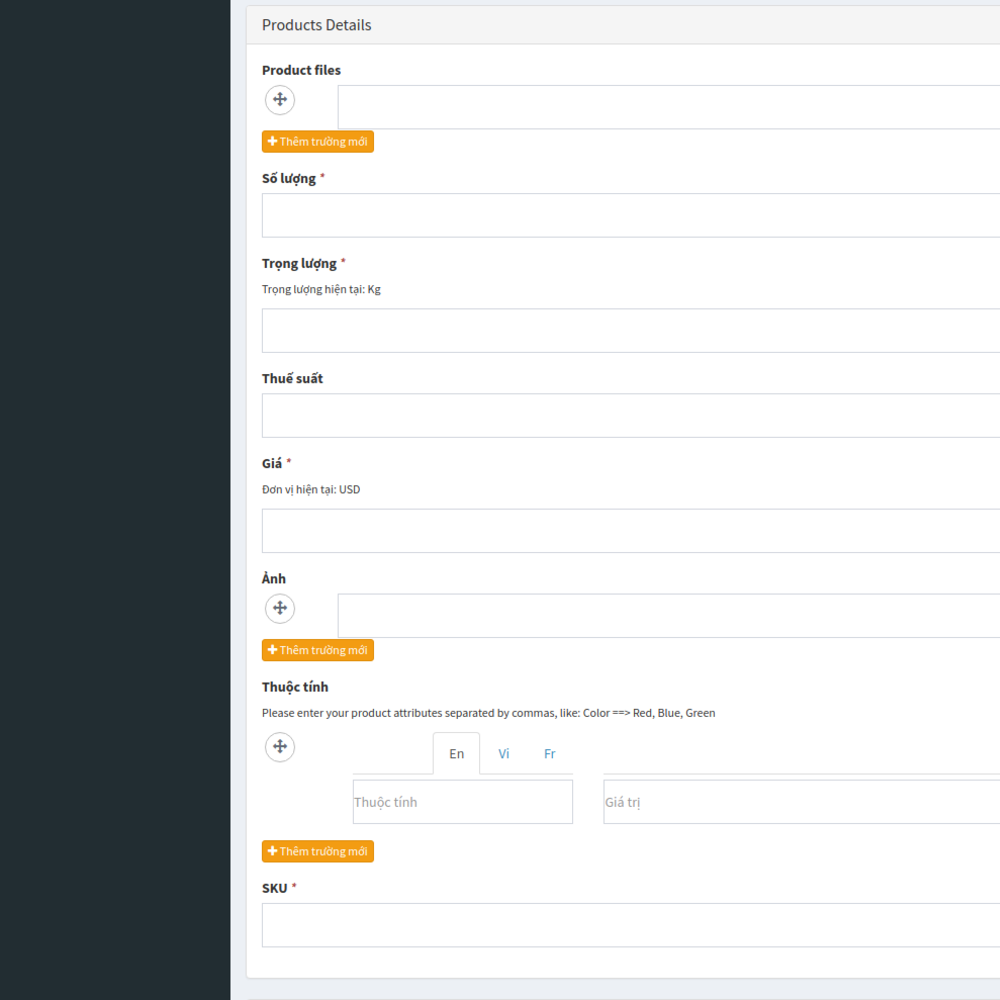 Products Details
Product files
Thêm trường mới
Số lượng *
Trọng lượng *
Trọng lượng hiện tại: Kg
Thuế suất
Giá *
Đơn vị hiện tại: USD
Ảnh
Thêm trường mới
Thuộc tính
Please enter your product attributes separated by commas, like: Color ==> Red, Blue, Green
En Vi Fr
Thuộc tính Giá trị
Thêm trường mới
SKU *